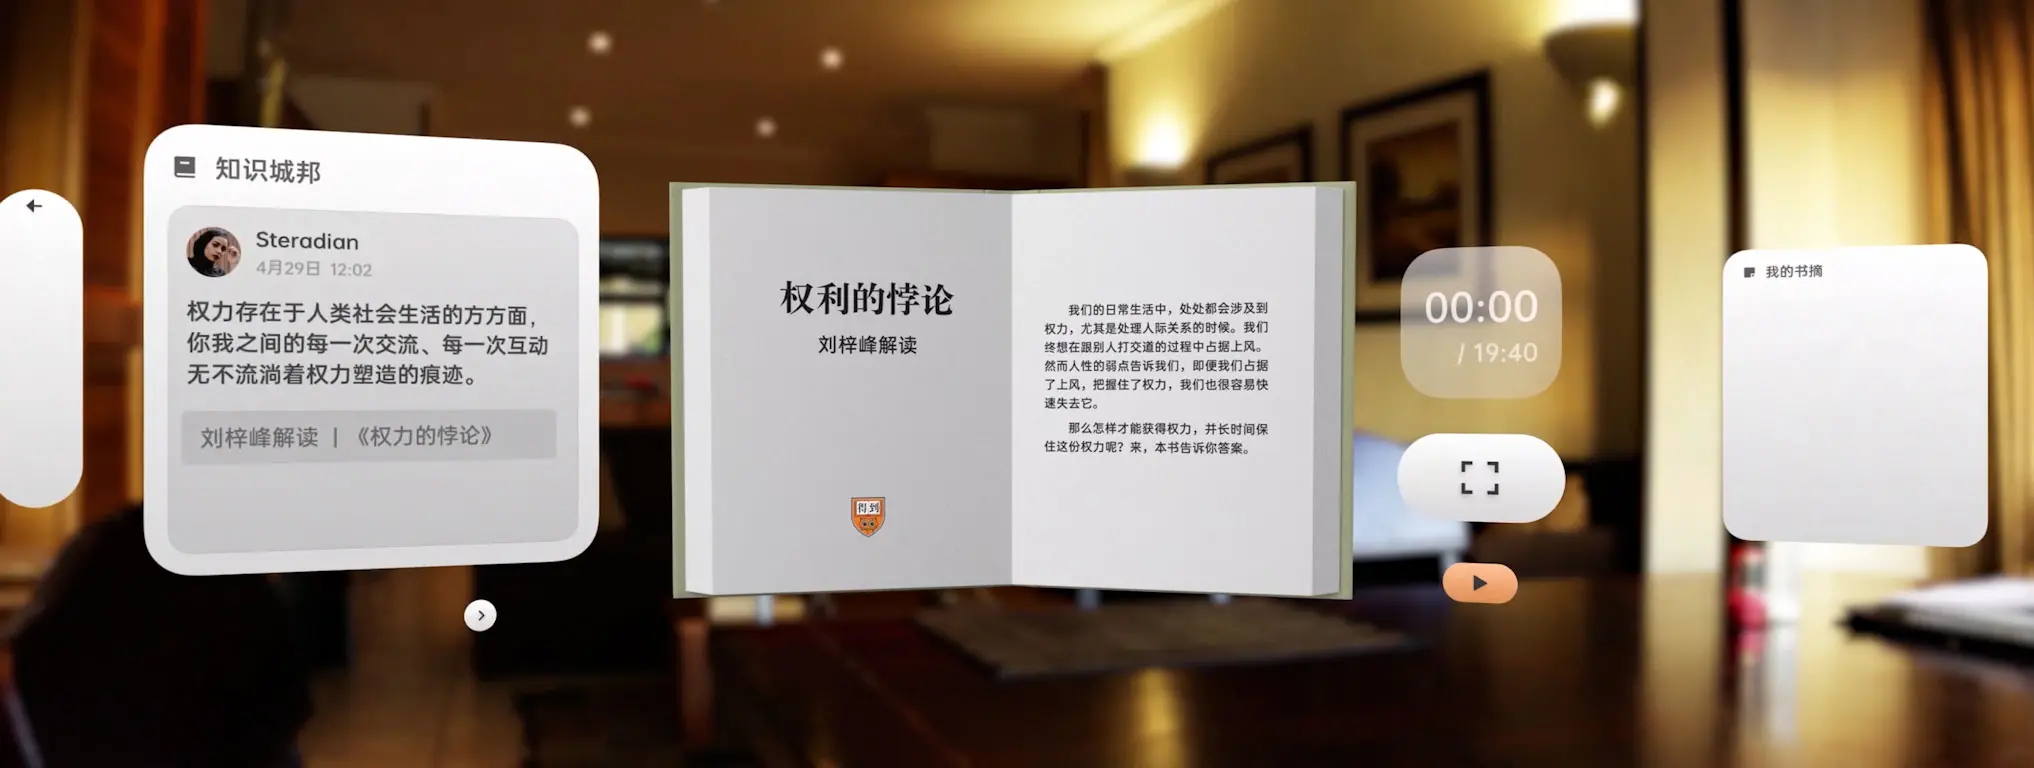 知识城邦
Steradian
4月29日 12:02
权力存在于人类社会生活的方方面，
你我之间的每一次交流、每一次互动
无不流淌着权力塑造的痕迹。
刘梓峰解读 | 《权力的悖论》
权利的悖论
刘梓峰解读
得到
我们的日常生活中，处处都会涉及到
权力，尤其是处理人际关系的时候。我们
终想在跟别人打交道的过程中占据上风。
然而人性的弱点告诉我们，即便我们占据
了上风，把握住了权力，我们也很容易快
速失去它。
那么怎样才能获得权力，并长时间保
住这份权力呢？来，本书告诉你答案。
00:00
/ 19:40
我的书摘